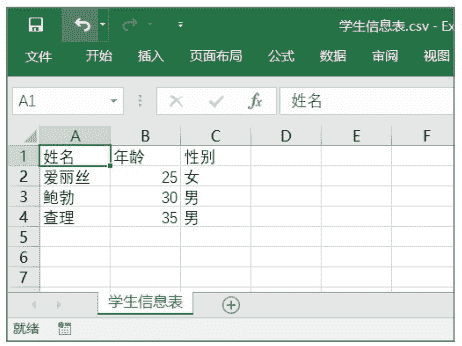 学生信息表.csv - Ex
文件 开始 插入 页面布局 公式 数据 审阅 视图
A1 fx 姓名
A B C D E F
1 姓名 年龄 性别
2 爱丽丝 25 女
3 鲍勃 30 男
4 查理 35 男
5
6
7
学生信息表
就绪